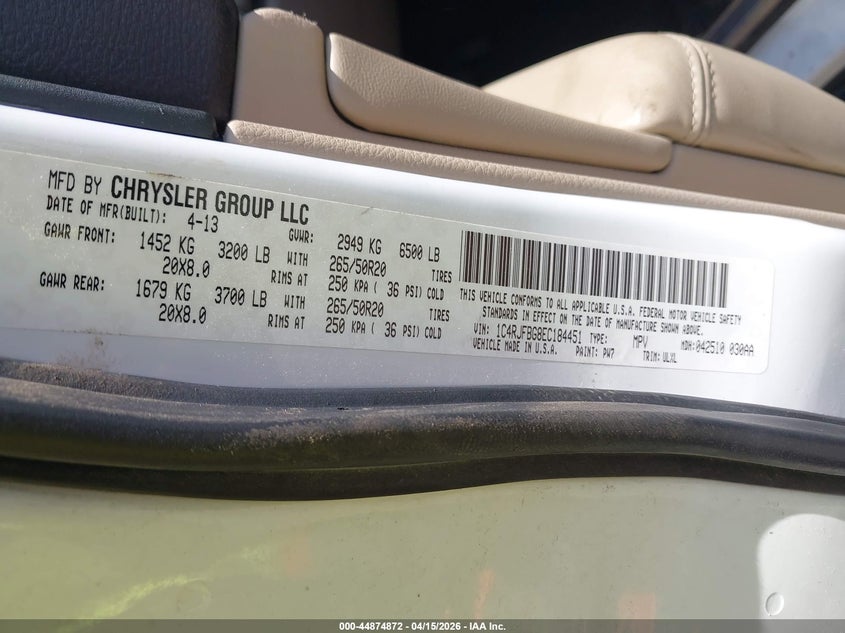 MFD BY CHRYSLER GROUP LLC
DATE OF MFR(BUILT): 4-13 GVWR: 2949 KG 6500 LB
GAWR FRONT: 1452 KG 3200 LB WITH 265/50R20 TIRES
20X8.0 RIMS AT 250 KPA( 36 PSI) COLD
GAWR REAR: 1679 KG 3700 LB WITH 265/50R20 TIRES
20X8.0 RIMS AT 250 KPA( 36 PSI) COLD
THIS VEHICLE CONFORMS TO ALL APPLICABLE U.S.A. FEDERAL MOTOR VEHICLE SAFETY
STANDARDS IN EFFECT ON THE DATE OF MANUFACTURE SHOWN ABOVE.
VIN: 1C4RJFBG8EC184451 TYPE: MPV MDH: 042510 030AA
VEHICLE MADE IN U.S.A. PAINT: PW7 TRIM: ULXL
000-44874872 - 04/15/2026 - IAA Inc.